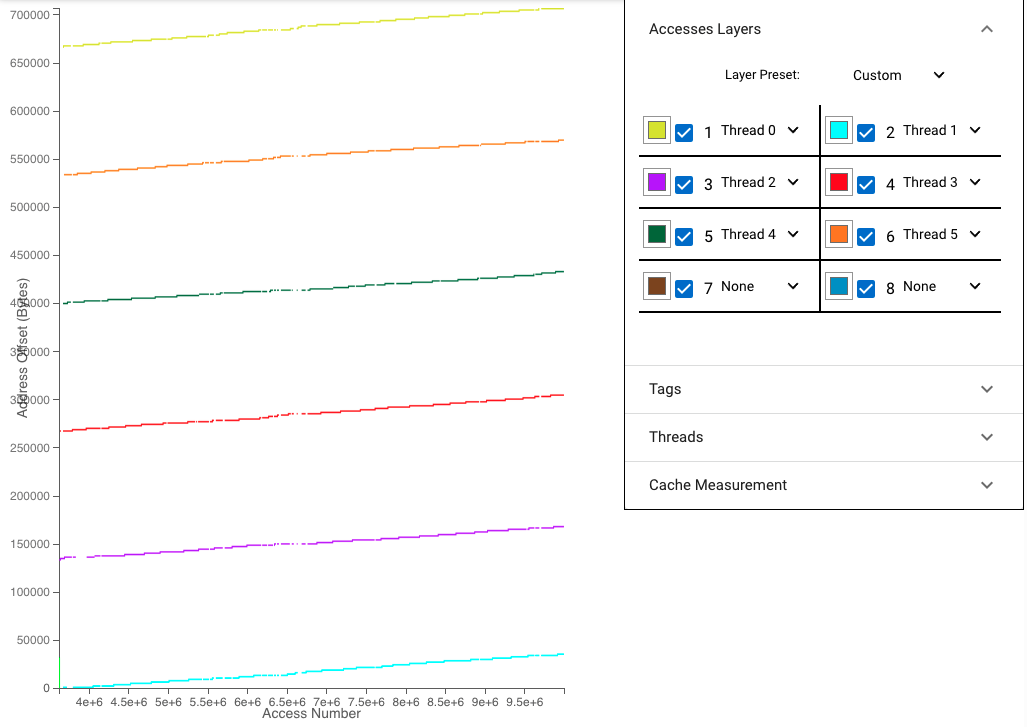 700000
650000
600000
550000
500000
450000
400000
350000
300000
250000
200000
150000
100000
50000
0
Address Offset (Bytes)
4e+6 4.5e+6 5e+6 5.5e+6 6e+6 6.5e+6 7e+6 7.5e+6 8e+6 8.5e+6 9e+6 9.5e+6
Access Number
Accesses Layers
Layer Preset: Custom
1 Thread 0 2 Thread 1
3 Thread 2 4 Thread 3
5 Thread 4 6 Thread 5
7 None 8 None
Tags
Threads
Cache Measurement